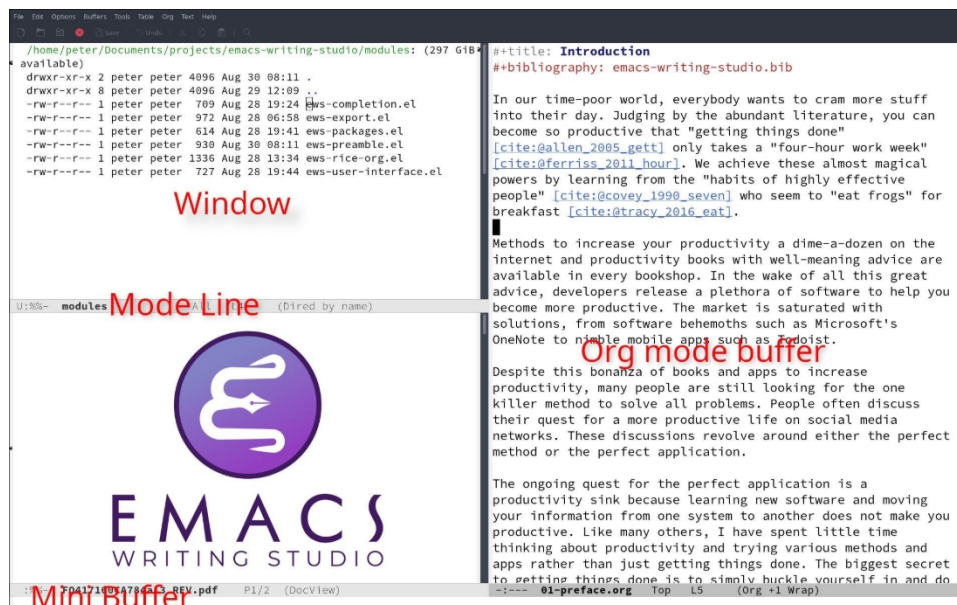 File Edit Options Buffers Tools Table Org Text Help
Save Undo
/home/peter/Documents/projects/emacs-writing-studio/modules: (297 GiB
available)
drwxr-xr-x 2 peter peter 4096 Aug 30 08:11 .
drwxr-xr-x 8 peter peter 4096 Aug 29 12:09 ..
-rw-r--r-- 1 peter peter 709 Aug 28 19:24 ews-completion.el
-rw-r--r-- 1 peter peter 972 Aug 28 06:58 ews-export.el
-rw-r--r-- 1 peter peter 614 Aug 28 19:41 ews-packages.el
-rw-r--r-- 1 peter peter 930 Aug 30 08:11 ews-preamble.el
-rw-r--r-- 1 peter peter 1336 Aug 28 13:34 ews-rice-org.el
-rw-r--r-- 1 peter peter 727 Aug 28 19:44 ews-user-interface.el
Window
U:%%- modules
Mode Line
(Dired by name)
EMACS
WRITING STUDIO
Mini Buffer
REV.pdf P1/2 (DocView)
#+title: Introduction
#+bibliography: emacs-writing-studio.bib
In our time-poor world, everybody wants to cram more stuff
into their day. Judging by the abundant literature, you can
become so productive that "getting things done"
[cite:@allen_2005_gett] only takes a "four-hour work week"
[cite:@ferriss_2011_hour]. We achieve these almost magical
powers by learning from the "habits of highly effective
people" [cite:@covey_1990_seven] who seem to "eat frogs" for
breakfast [cite:@tracy_2016_eat].
Methods to increase your productivity a dime-a-dozen on the
internet and productivity books with well-meaning advice are
available in every bookshop. In the wake of all this great
advice, developers release a plethora of software to help you
become more productive. The market is saturated with
solutions, from software behemoths such as Microsoft's
OneNote to nimble mobile apps such as Todoist.
Org mode buffer
Despite this bonanza of books and apps to increase
productivity, many people are still looking for the one
killer method to solve all problems. People often discuss
their quest for a more productive life on social media
networks. These discussions revolve around either the perfect
method or the perfect application.
The ongoing quest for the perfect application is a
productivity sink because learning new software and moving
your information from one system to another does not make you
productive. Like many others, I have spent little time
thinking about productivity and trying various methods and
apps rather than just getting things done. The biggest secret
to getting things done is to simply buckle yourself in and do
-:--- 01-preface.org Top L5 (Org +1 Wrap)